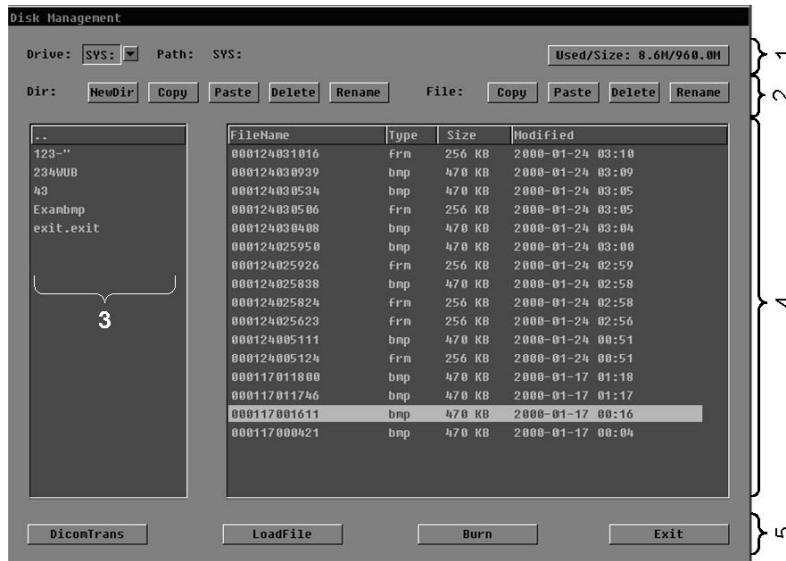 Disk Management
Drive: SYS: Path: SYS: Used/Size: 8.6M/960.0M
1
Dir: NewDir Copy Paste Delete Rename File: Copy Paste Delete Rename
2
..
123-"
234WUB
43
Exambmp
exit.exit
3
FileName Type Size Modified
000124031016 frm 256 KB 2000-01-24 03:10
000124030939 bmp 470 KB 2000-01-24 03:09
000124030534 bmp 470 KB 2000-01-24 03:05
000124030506 frm 256 KB 2000-01-24 03:05
000124030408 bmp 470 KB 2000-01-24 03:04
000124025950 bmp 470 KB 2000-01-24 03:00
000124025926 frm 256 KB 2000-01-24 02:59
000124025838 bmp 470 KB 2000-01-24 02:58
000124025824 frm 256 KB 2000-01-24 02:58
000124025623 frm 256 KB 2000-01-24 02:56
000124005111 bmp 470 KB 2000-01-24 00:51
000124005124 frm 256 KB 2000-01-24 00:51
000117011800 bmp 470 KB 2000-01-17 01:18
000117011746 bmp 470 KB 2000-01-17 01:17
000117001611 bmp 470 KB 2000-01-17 00:16
000117000421 bmp 470 KB 2000-01-17 00:04
4
DicomTrans LoadFile Burn Exit
5